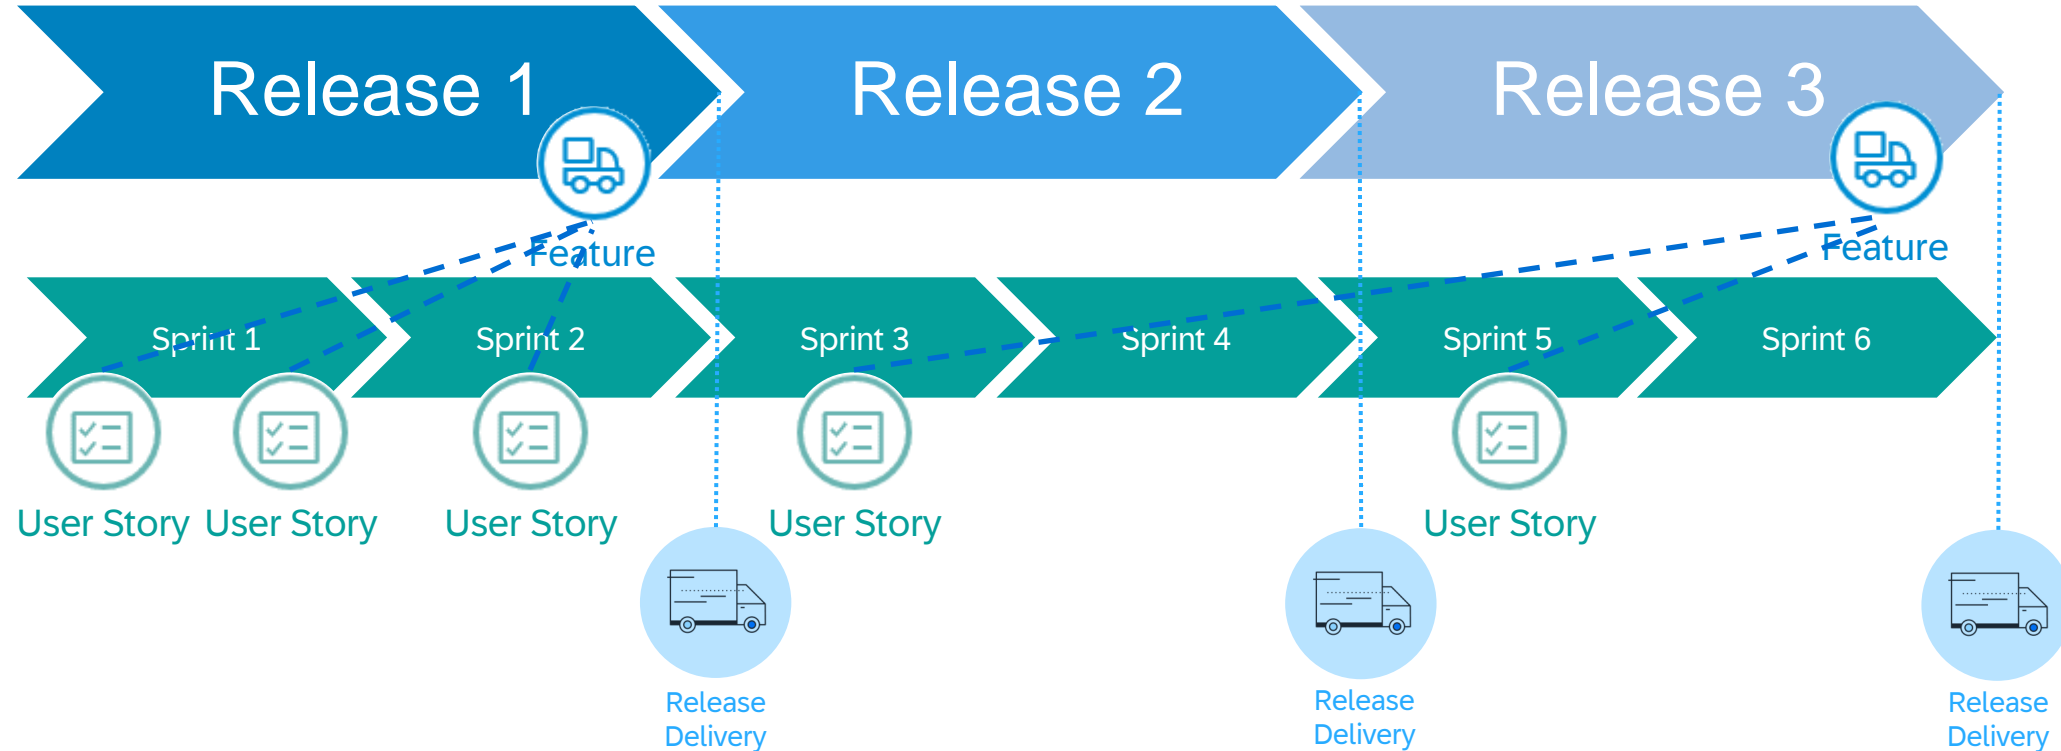 Release 1
Release 2
Release 3
Feature
Feature
Sprint 1
Sprint 2
Sprint 3
Sprint 4
Sprint 5
Sprint 6
User Story
User Story
User Story
User Story
User Story
Release
Delivery
Release
Delivery
Release
Delivery